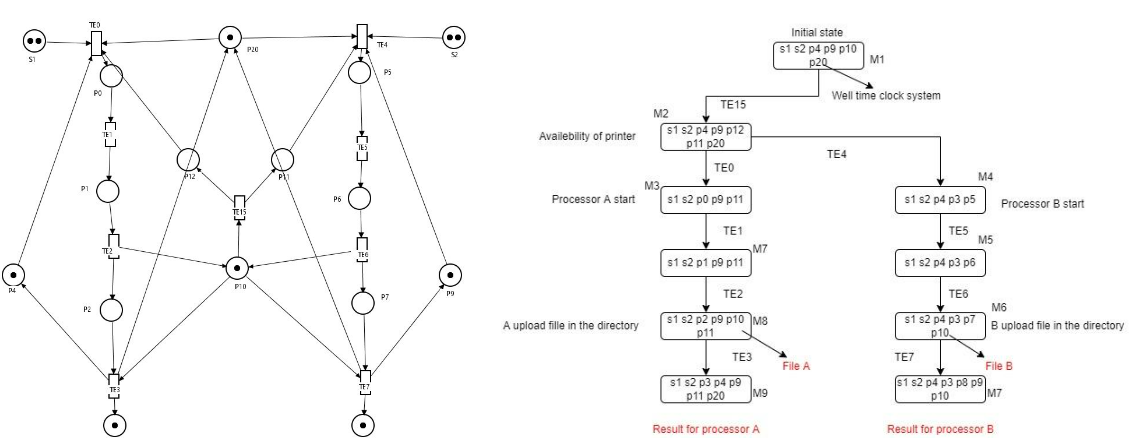 TE0
S1
P20
TE4
S2
P0
P5
TE1
TE5
P12
P11
P1
P6
TE15
TE2
TE6
P4
P10
P9
P2
P7
TE3
TE7
Initial state
s1 s2 p4 p9 p10
p20
M1
Well time clock system
TE15
M2
Availebility of printer
s1 s2 p4 p9 p12
p11 p20
TE4
TE0
M3
M4
Processor A start
s1 s2 p0 p9 p11
s1 s2 p4 p3 p5
Processor B start
TE1
TE5
M7
M5
s1 s2 p1 p9 p11
s1 s2 p4 p3 p6
TE2
TE6
M6
A upload fille in the directory
s1 s2 p2 p9 p10
p11
M8
s1 s2 p4 p3 p7
p10
B upload file in the directory
TE3
File A
TE7
File B
s1 s2 p3 p4 p9
p11 p20
M9
s1 s2 p4 p3 p8 p9
p10
M7
Result for processor A
Result for processor B